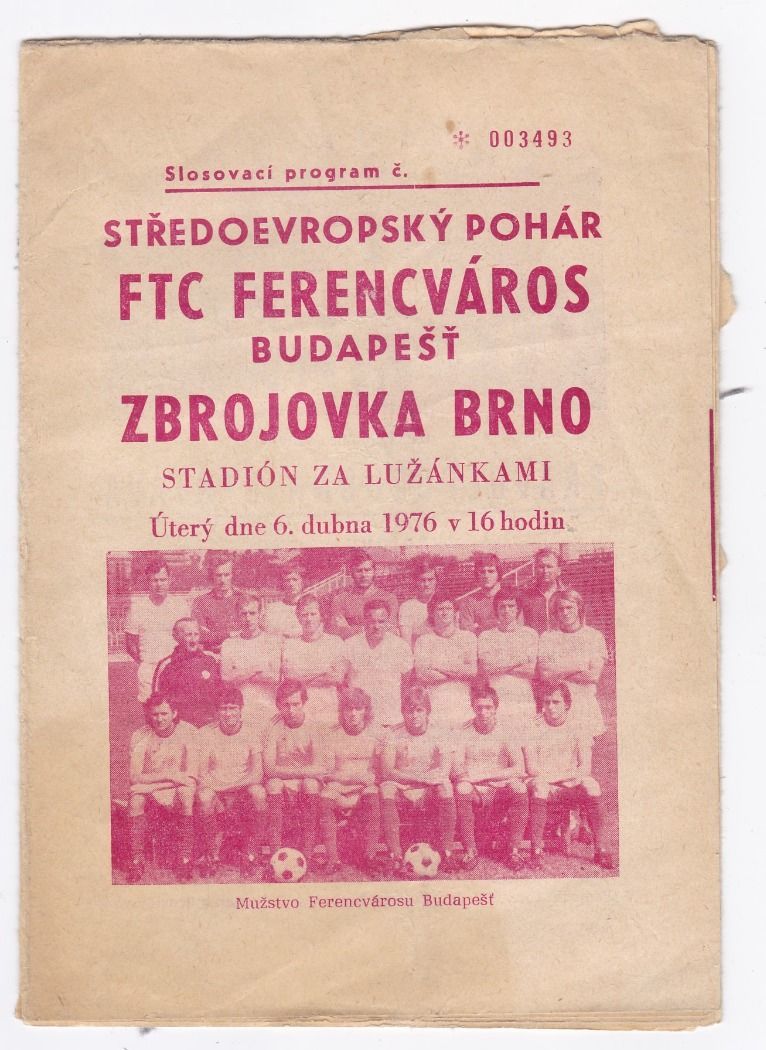 * 003493
Slosovací program č.
STŘEDOEVROPSKÝ POHÁR
FTC FERENCVÁROS
BUDAPEŠŤ
ZBROJOVKA BRNO
STADIÓN ZA LUŽÁNKAMI
Úterý dne 6. dubna 1976 v 16 hodin
Mužstvo Ferencvárosu Budapešť